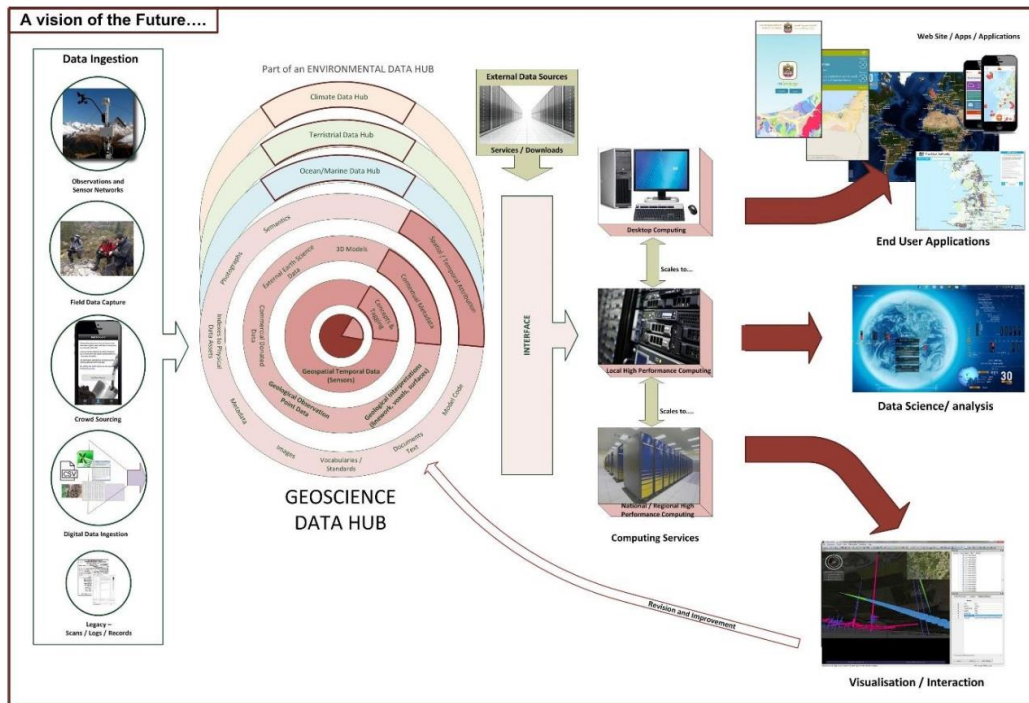 A vision of the Future....
Data Ingestion
Observations and
Sensor Networks
Field Data Capture
Crowd Sourcing
CSV
Digital Data Ingestion
Legacy –
Scans / Logs / Records
Part of an ENVIRONMENTAL DATA HUB
Climate Data Hub
Terristrial Data Hub
Ocean/Marine Data Hub
Semantics
Spatial / Temporal Attribution
Photographs
3D Models
External Earth Science
Data
Contextual Metadata
Concepts &
Tagging
Indexes to Physical
Data Assets
Commercial Donated
Data
Geospatial Temporal Data
(Sensors)
Geological Observation
Point Data
Geological Interpretations
(linework, voxels, surfaces)
Model Code
Metadata
Images
Vocabularies /
Standards
Documents
Text
GEOSCIENCE
DATA HUB
External Data Sources
Services / Downloads
INTERFACE
Desktop Computing
Scales to...
Local High Performance Computing
Scales to....
National / Regional High
Performance Computing
Computing Services
Revision and Improvement
Web Site / Apps / Applications
End User Applications
30
Data Science/ analysis
Visualisation / Interaction